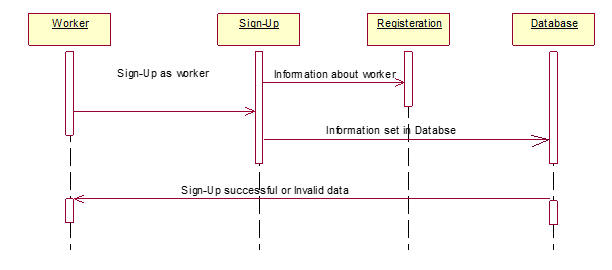 Worker
Sign-Up
Registeration
Database
Sign-Up as worker
Information about worker
Information set in Databse
Sign-Up successful or Invalid data